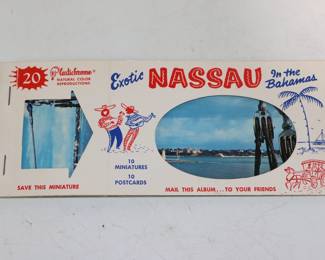 20
Plastichrome®
NATURAL COLOR
REPRODUCTIONS
Exotic NASSAU In the
Bahamas
10
MINIATURES
10
POSTCARDS
SAVE THIS MINIATURE
MAIL THIS ALBUM...TO YOUR FRIENDS